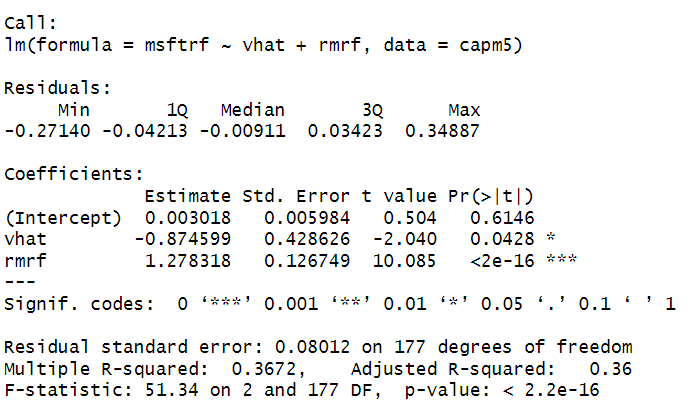 Call:
lm(formula = msftrf ~ vhat + rmrf, data = capm5)
Residuals:
Min 1Q Median 3Q Max
-0.27140 -0.04213 -0.00911 0.03423 0.34887
Coefficients:
Estimate Std. Error t value Pr(>|t|)
(Intercept) 0.003018 0.005984 0.504 0.6146
vhat -0.874599 0.428626 -2.040 0.0428 *
rmrf 1.278318 0.126749 10.085 <2e-16 ***
---
Signif. codes: 0 ‘***’ 0.001 ‘**’ 0.01 ‘*’ 0.05 ‘.’ 0.1 ‘ ’ 1
Residual standard error: 0.08012 on 177 degrees of freedom
Multiple R-squared: 0.3672, Adjusted R-squared: 0.36
F-statistic: 51.34 on 2 and 177 DF, p-value: < 2.2e-16